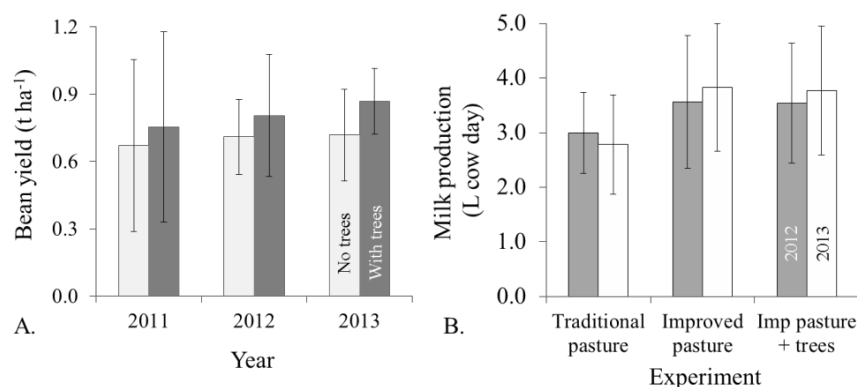 Bean yield (t ha⁻¹)
1.2
0.9
0.6
0.3
0.0
No trees
With trees
2011 2012 2013
Year
A.
Milk production
(L cow day)
5.0
4.0
3.0
2.0
1.0
0.0
2012
2013
Traditional pasture
Improved pasture
Imp pasture + trees
Experiment
B.